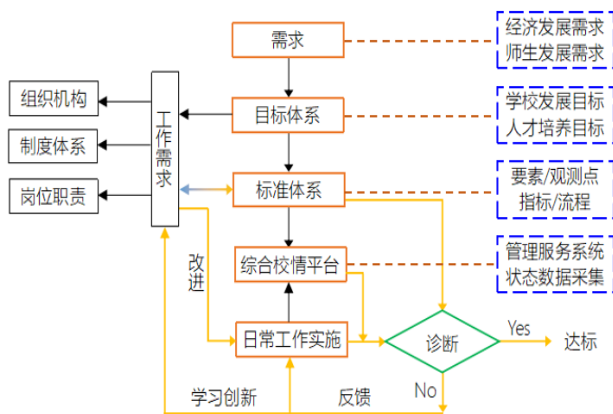 需求
经济发展需求
师生发展需求
组织机构
制度体系
岗位职责
工作需求
目标体系
学校发展目标
人才培养目标
标准体系
要素/观测点
指标/流程
改进
综合校情平台
管理服务系统
状态数据采集
日常工作实施
诊断
Yes
达标
No
学习创新
反馈